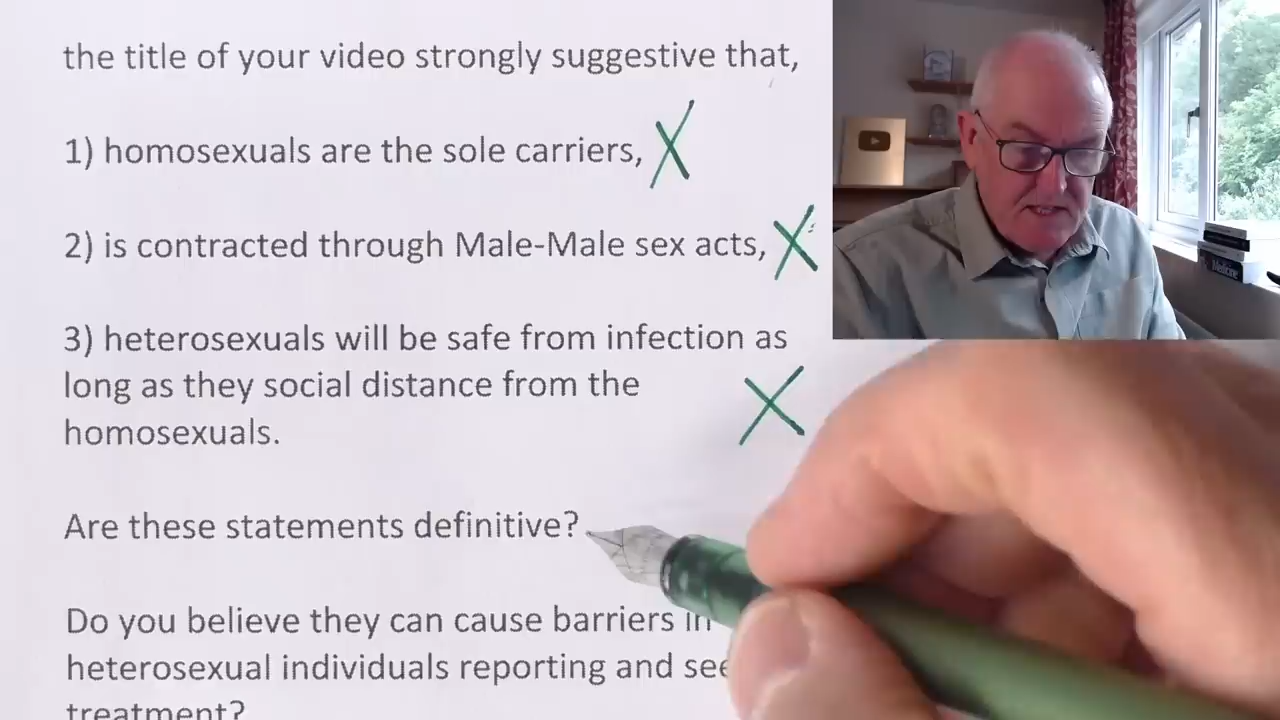 the title of your video strongly suggestive that,
1) homosexuals are the sole carriers,
2) is contracted through Male-Male sex acts,
3) heterosexuals will be safe from infection as
long as they social distance from the
homosexuals.
Are these statements definitive?
Do you believe they can cause barriers in
heterosexual individuals reporting and
treatment?
Medicine